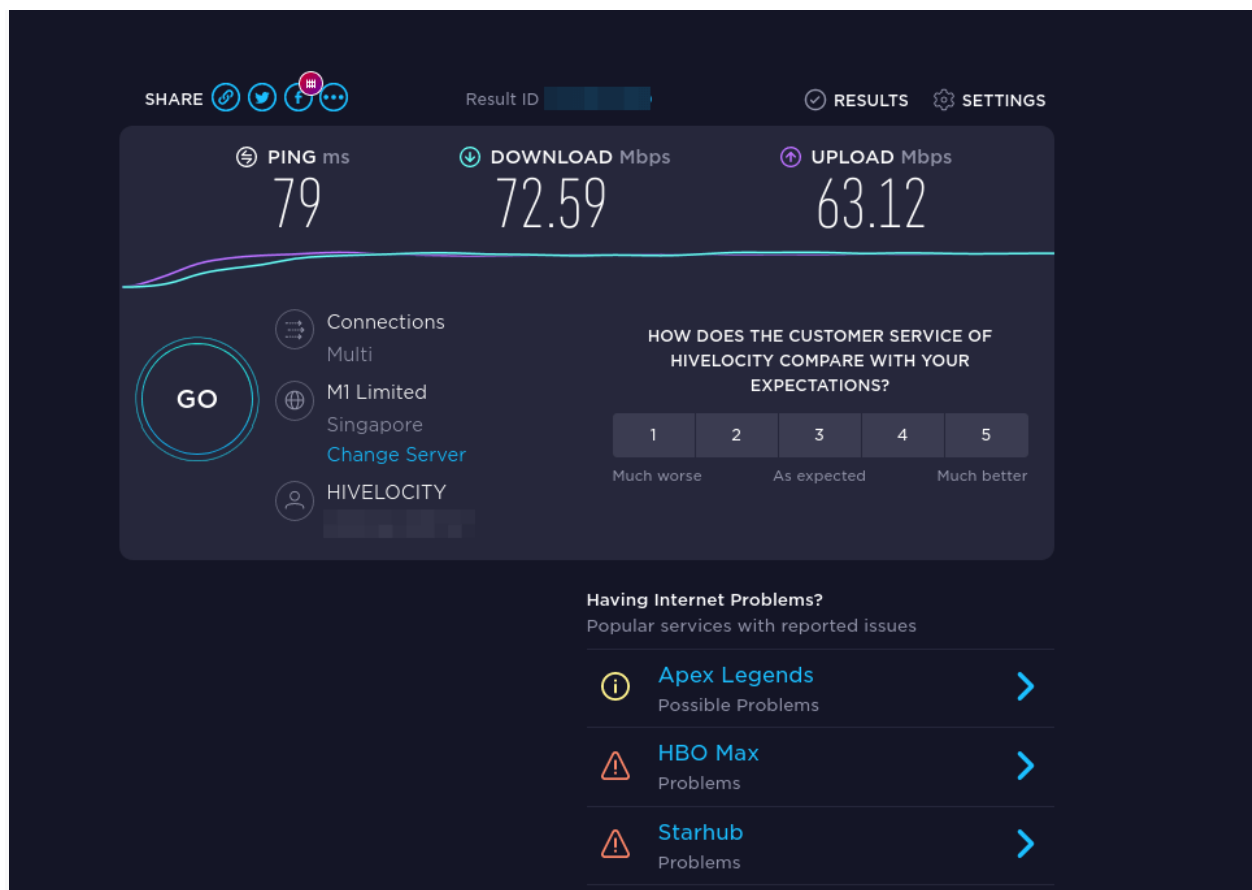 SHARE
Result ID
RESULTS
SETTINGS
PING ms
79
DOWNLOAD Mbps
72.59
UPLOAD Mbps
63.12
GO
Connections
Multi
M1 Limited
Singapore
Change Server
HIVELOCITY
HOW DOES THE CUSTOMER SERVICE OF
HIVELOCITY COMPARE WITH YOUR
EXPECTATIONS?
1 2 3 4 5
Much worse As expected Much better
Having Internet Problems?
Popular services with reported issues
Apex Legends
Possible Problems
HBO Max
Problems
Starhub
Problems